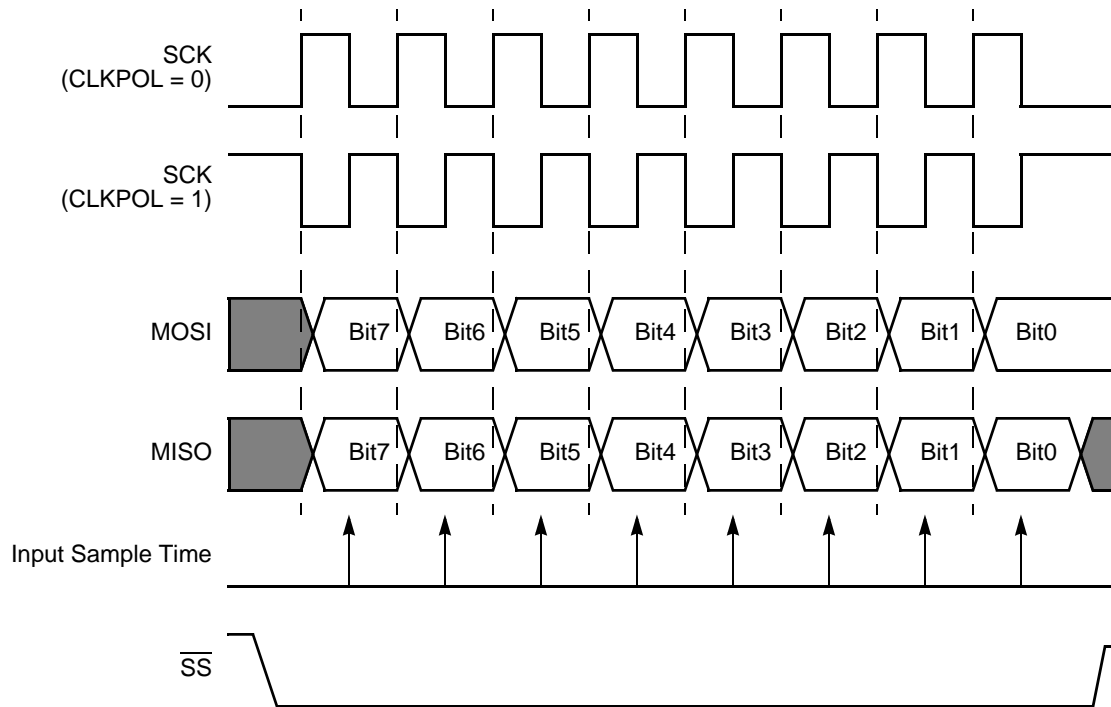 SCK
(CLKPOL = 0)
SCK
(CLKPOL = 1)
MOSI
Bit7 Bit6 Bit5 Bit4 Bit3 Bit2 Bit1 Bit0
MISO
Bit7 Bit6 Bit5 Bit4 Bit3 Bit2 Bit1 Bit0
Input Sample Time
S̅S̅